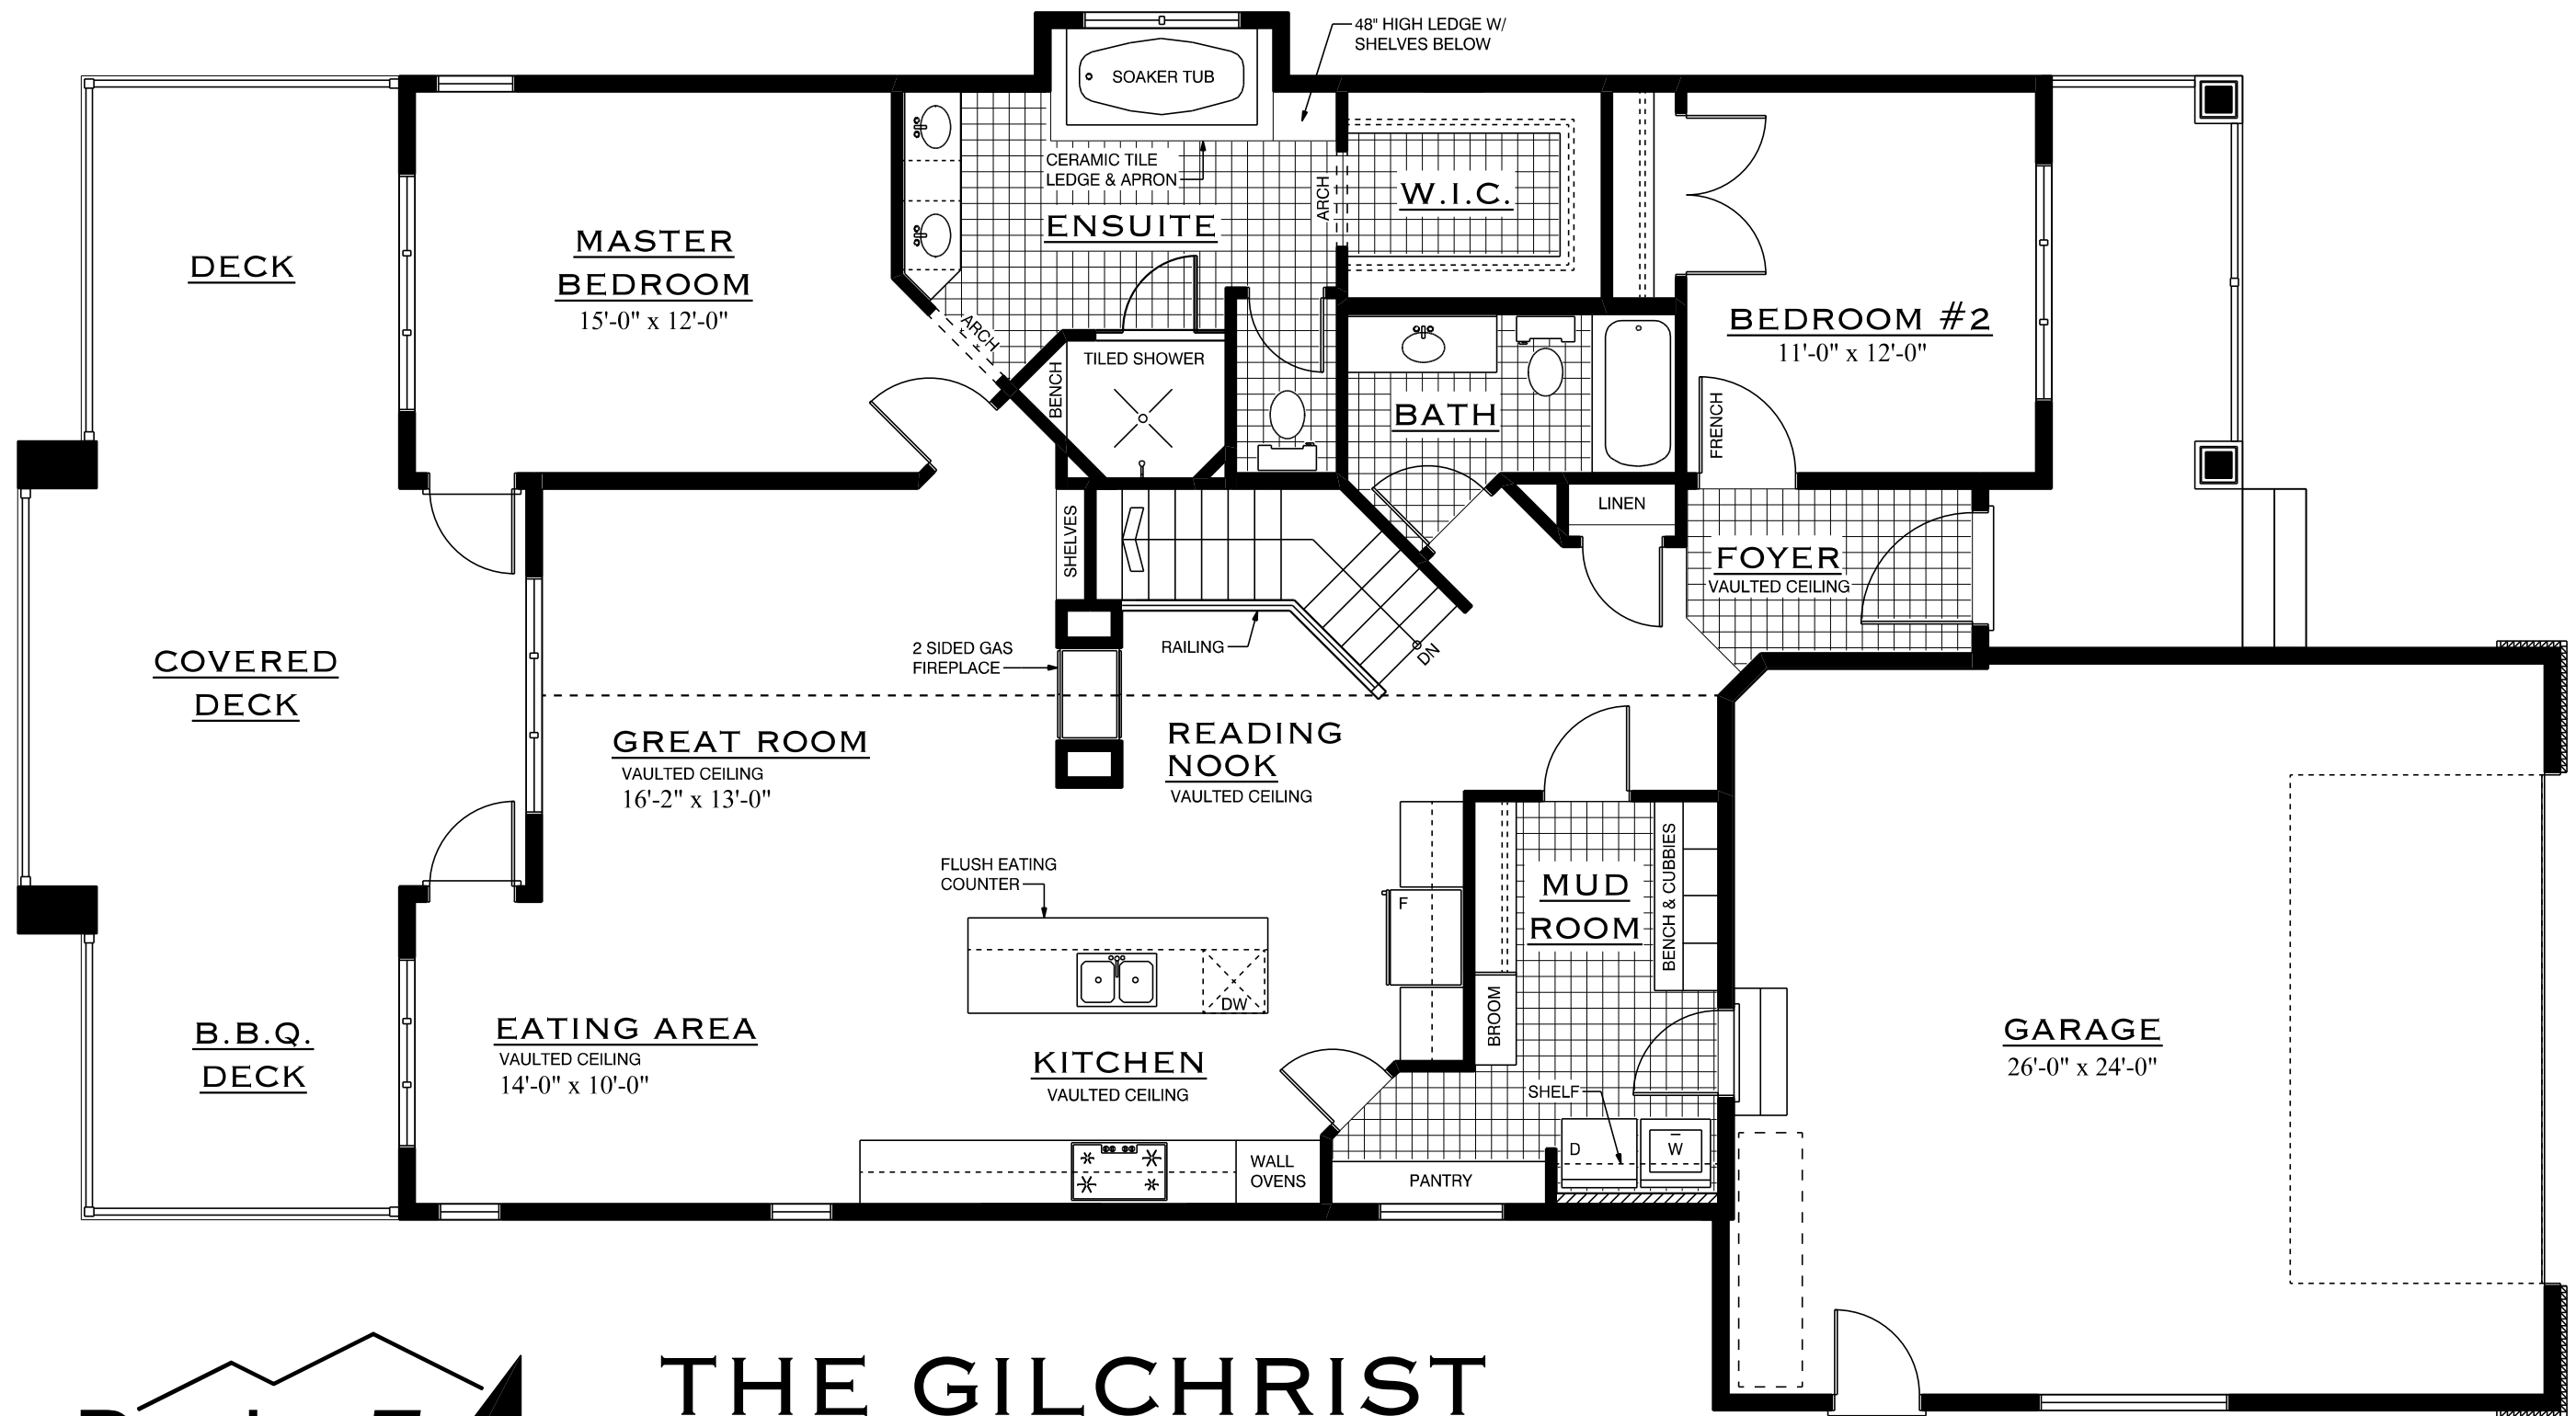 48" HIGH LEDGE W/
SHELVES BELOW
SOAKER TUB
CERAMIC TILE
LEDGE & APRON
ARCH
W.I.C.
ENSUITE
DECK
MASTER
BEDROOM
15'-0" x 12'-0"
ARCH
BENCH
TILED SHOWER
BATH
BEDROOM #2
11'-0" x 12'-0"
FRENCH
LINEN
SHELVES
FOYER
VAULTED CEILING
2 SIDED GAS
FIREPLACE
RAILING
DN
COVERED
DECK
GREAT ROOM
VAULTED CEILING
16'-2" x 13'-0"
READING
NOOK
VAULTED CEILING
FLUSH EATING
COUNTER
F
MUD
ROOM
BENCH & CUBBIES
BROOM
DW
B.B.Q.
DECK
EATING AREA
VAULTED CEILING
14'-0" x 10'-0"
KITCHEN
VAULTED CEILING
SHELF
GARAGE
26'-0" x 24'-0"
WALL
OVENS
PANTRY
D
W
THE GILCHRIST